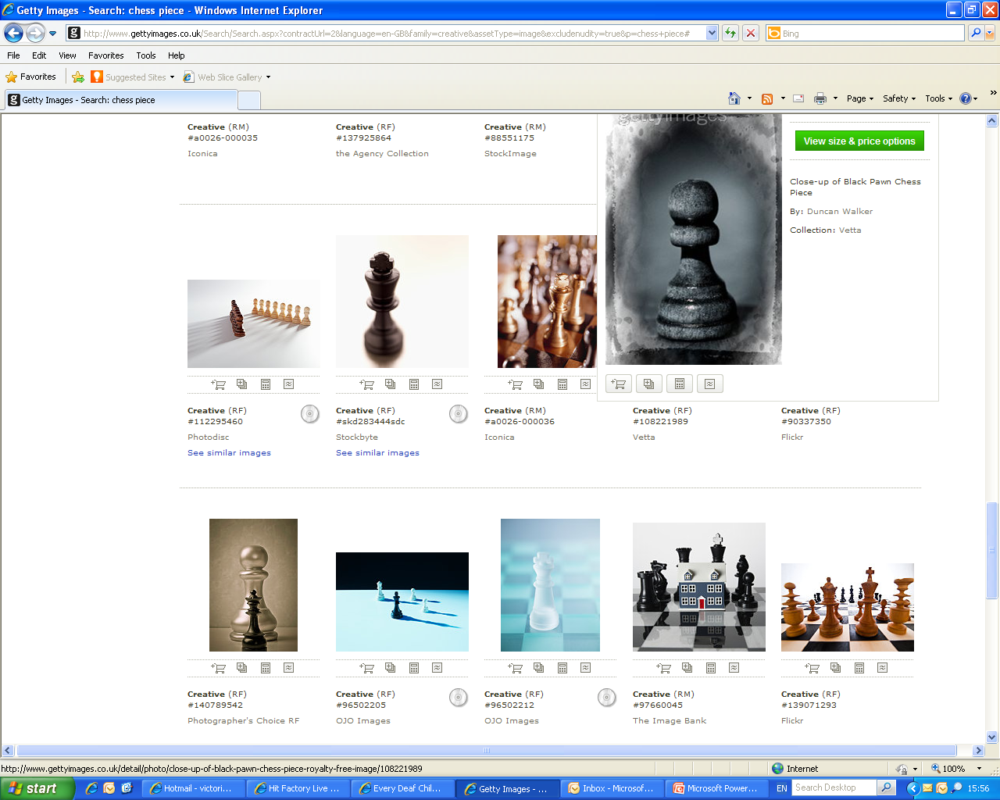 Getty Images - Search: chess piece - Windows Internet Explorer
http://www.gettyimages.co.uk/Search/Search.aspx?contractUrl=2&language=en-GB&family=creative&assetType=image&excludenudity=true&p=chess+piece#
Bing
File Edit View Favorites Tools Help
Favorites Suggested Sites Web Slice Gallery
Getty Images - Search: chess piece
Page Safety Tools
gettyimages
Creative (RM)
#a0026-000035
Iconica
Creative (RF)
#137925864
the Agency Collection
Creative (RM)
#88551175
StockImage
View size & price options
Close-up of Black Pawn Chess
Piece
By: Duncan Walker
Collection: Vetta
Creative (RF)
#112295460
Photodisc
See similar images
Creative (RF)
#skd283444sdc
Stockbyte
See similar images
Creative (RM)
#a0026-000036
Iconica
Creative (RF)
#108221989
Vetta
Creative (RF)
#90337350
Flickr
Creative (RF)
#140789542
Photographer's Choice RF
Creative (RF)
#96502205
OJO Images
Creative (RF)
#96502212
OJO Images
Creative (RM)
#97660045
The Image Bank
Creative (RF)
#139071293
Flickr
http://www.gettyimages.co.uk/detail/photo/close-up-of-black-pawn-chess-piece-royalty-free-image/108221989
Internet
100%
start
Hotmail - victori...
Hit Factory Live ...
Every Deaf Chil...
Getty Images - ...
Inbox - Microsof...
Microsoft Power...
EN
Search Desktop
15:56